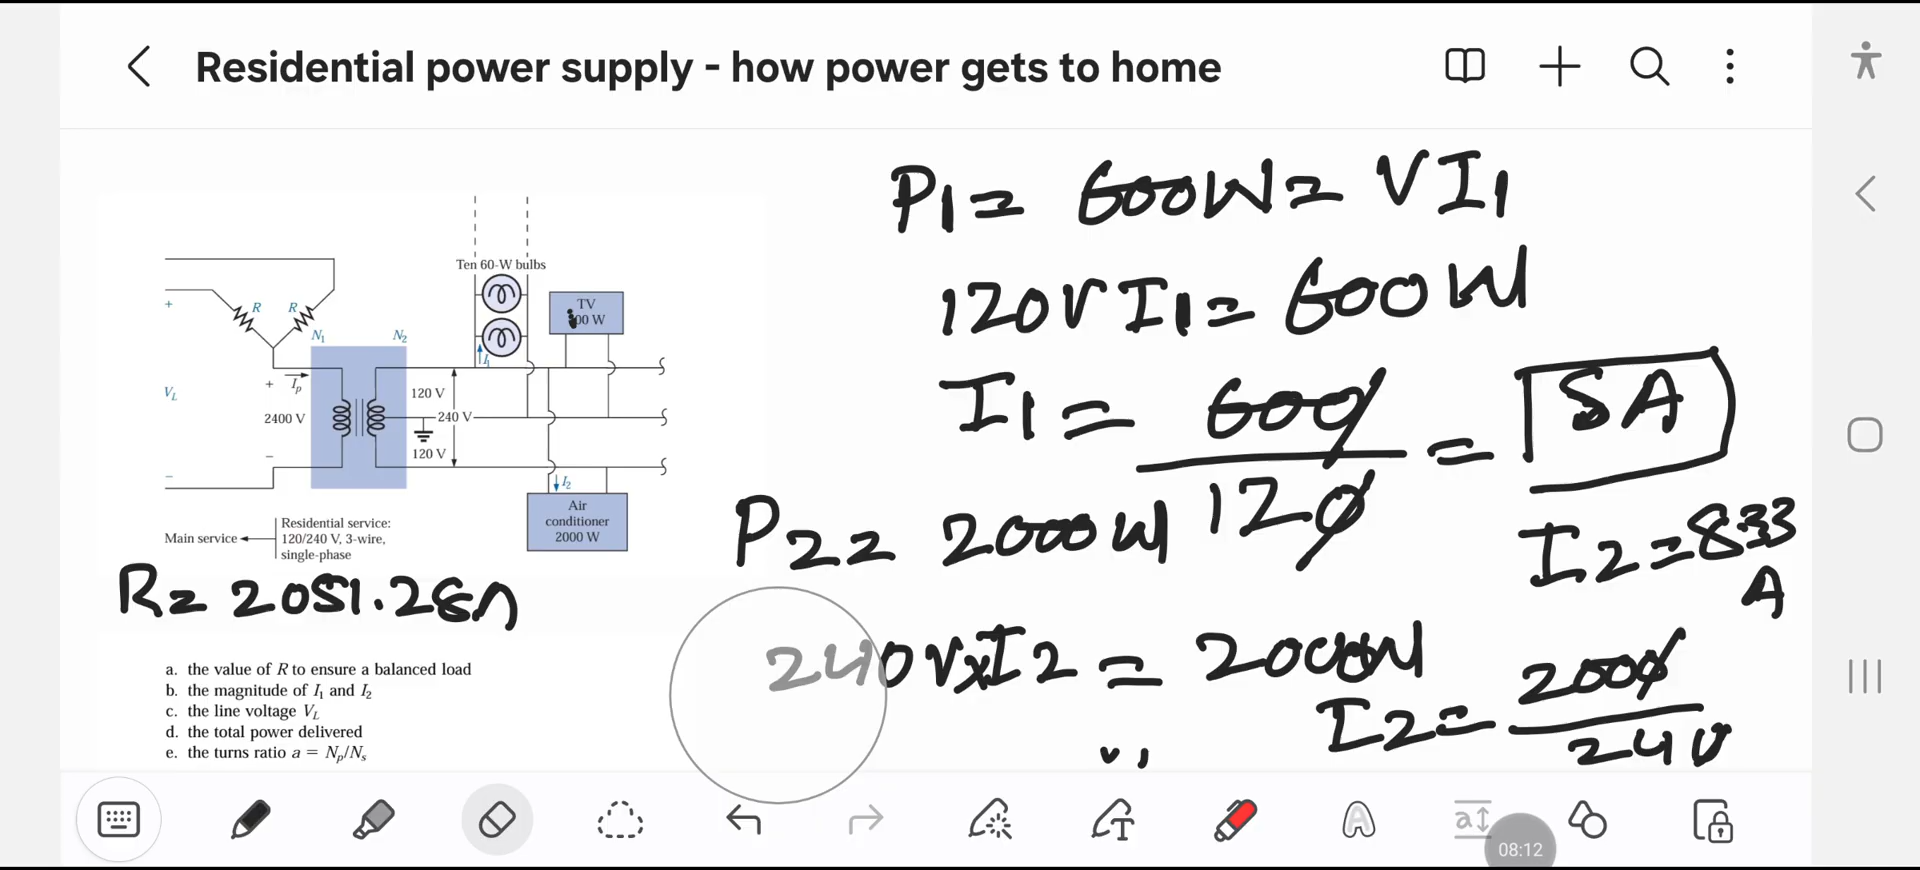 Residential power supply - how power gets to home
P1 = 600W = VI1
120V I1 = 600W
I1 = 600/120 = 5A
P2 = 2000W
I2 = 8.33 A
240V x I2 = 2000W
I2 = 2000/240
Ten 60-W bulbs
TV
00 W
+
R
R
N1
N2
I1
+
Ip
VL
2400 V
120 V
240 V
120 V
−
−
I2
Air
conditioner
2000 W
Main service
Residential service:
120/240 V, 3-wire,
single-phase
R = 2051.28Ω
a. the value of R to ensure a balanced load
b. the magnitude of I1 and I2
c. the line voltage VL
d. the total power delivered
e. the turns ratio a = Np/Ns
T
A
a
08:12